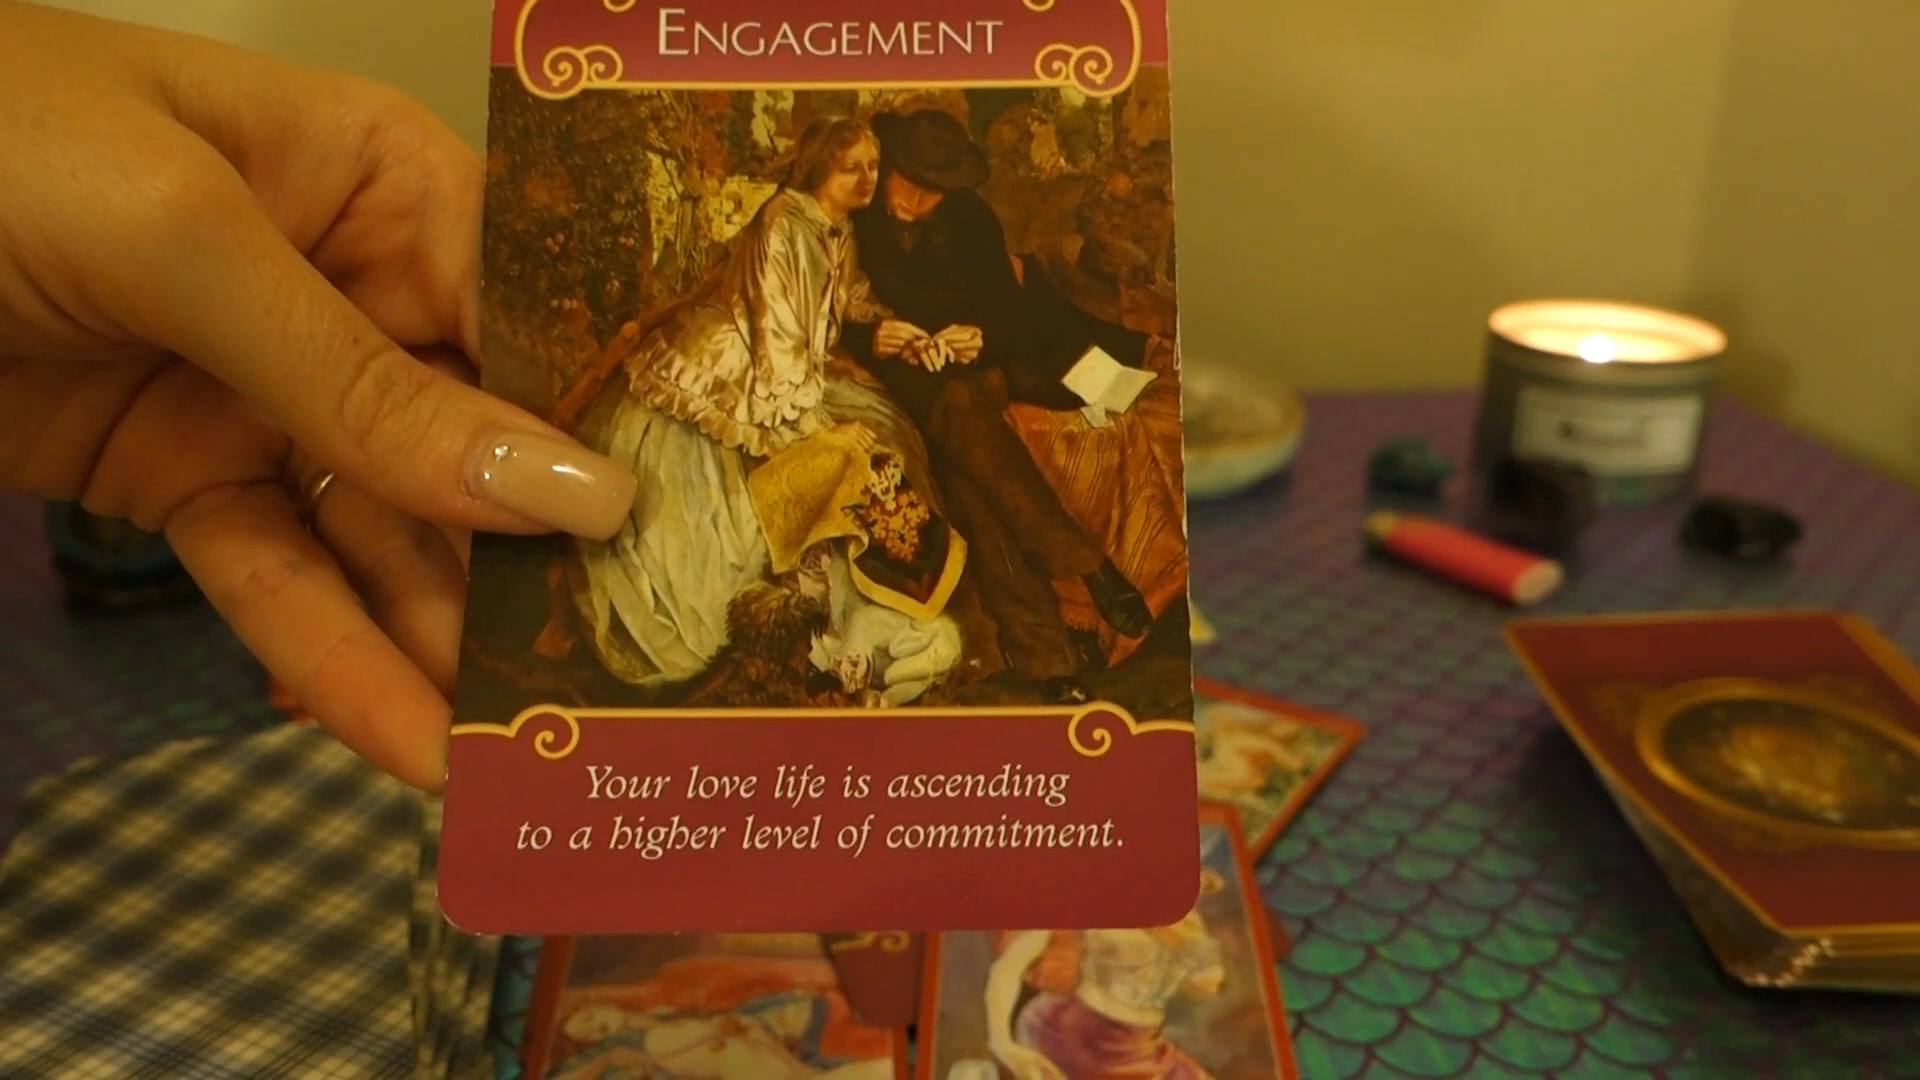 ENGAGEMENT
Your love life is ascending
to a higher level of commitment.